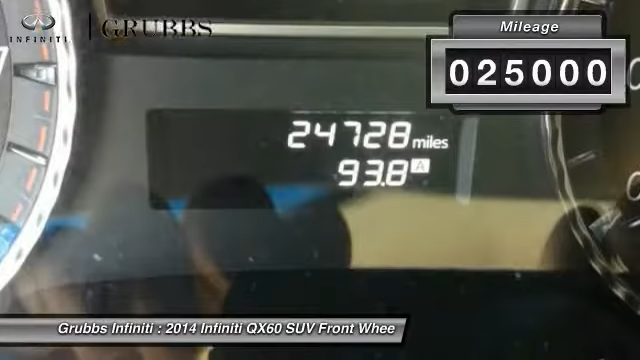 INFINITI
GRUBBS
Mileage
025000
24728 miles
93.8 A
Grubbs Infiniti : 2014 Infiniti QX60 SUV Front Whee